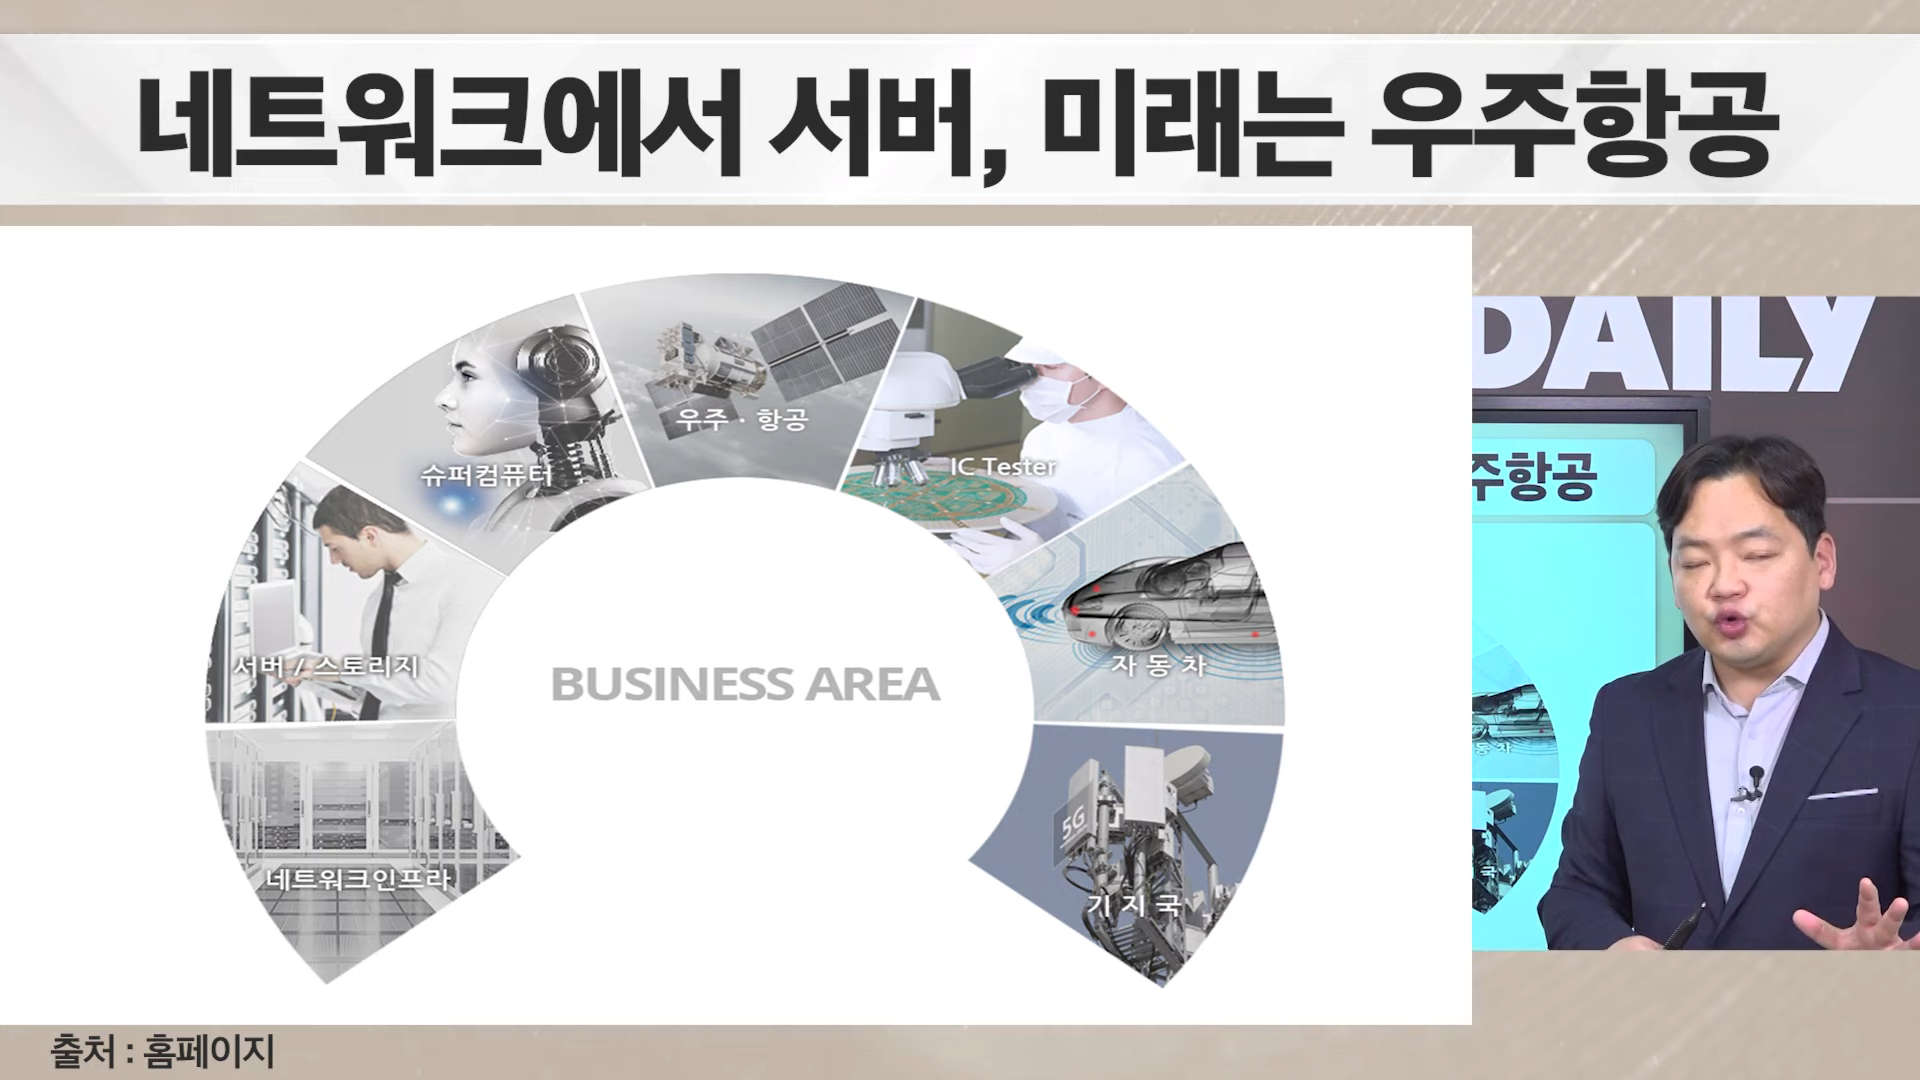 네트워크에서 서버, 미래는 우주항공
DAILY
주항공
우주 · 항공
IC Tester
슈퍼컴퓨터
서버 / 스토리지
자 동 차
BUSINESS AREA
네트워크인프라
5G
기 지 국
동 차
국
출처 : 홈페이지